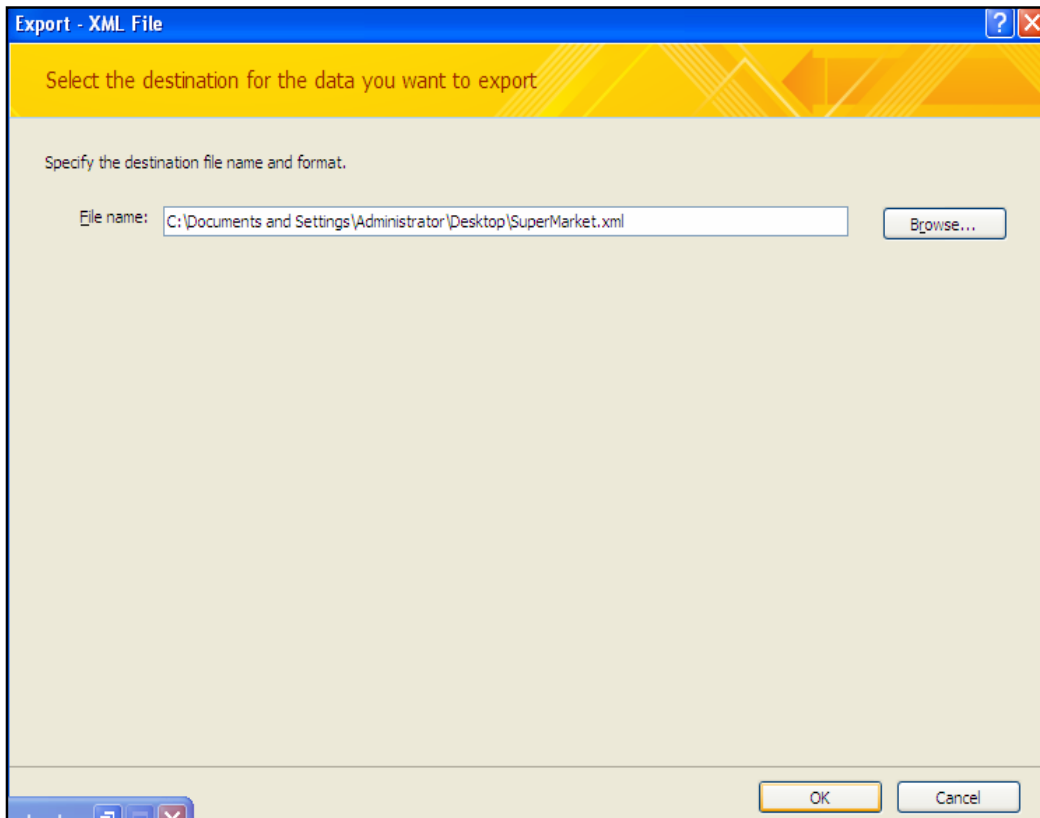 Export - XML File
Select the destination for the data you want to export
Specify the destination file name and format.
File name: C:\Documents and Settings\Administrator\Desktop\SuperMarket.xml Browse...
OK Cancel